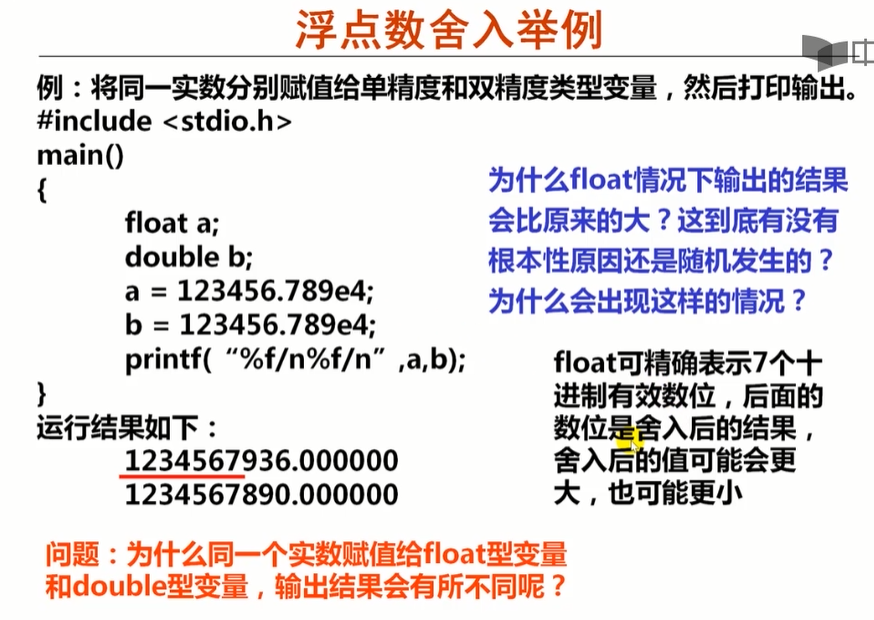 浮点数舍入举例
例：将同一实数分别赋值给单精度和双精度类型变量，然后打印输出。
#include <stdio.h>
main()
{
float a;
double b;
a = 123456.789e4;
b = 123456.789e4;
printf( “%f/n%f/n” ,a,b);
}
为什么float情况下输出的结果
会比原来的大？这到底有没有
根本性原因还是随机发生的？
为什么会出现这样的情况？
float可精确表示7个十
进制有效数位，后面的
数位是舍入后的结果，
舍入后的值可能会更
大，也可能更小
运行结果如下：
1234567936.000000
1234567890.000000
问题：为什么同一个实数赋值给float型变量
和double型变量，输出结果会有所不同呢？